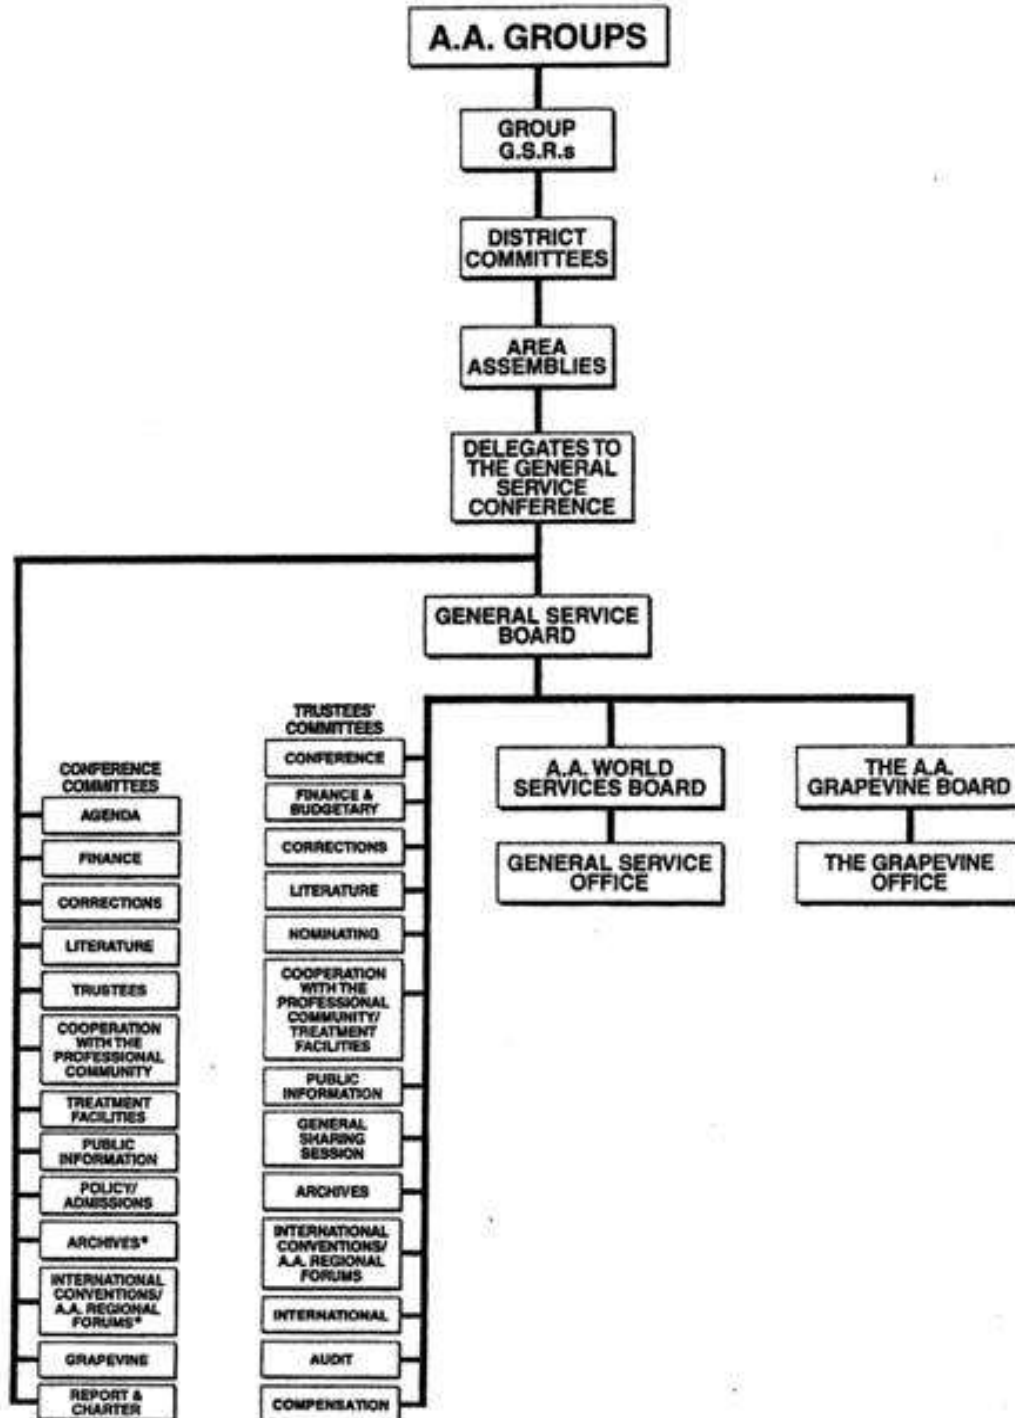 A.A. GROUPS
GROUP
G.S.R.s
DISTRICT
COMMITTEES
AREA
ASSEMBLIES
DELEGATES TO
THE GENERAL
SERVICE
CONFERENCE
GENERAL SERVICE
BOARD
CONFERENCE
COMMITTEES
AGENDA
FINANCE
CORRECTIONS
LITERATURE
TRUSTEES
COOPERATION
WITH THE
PROFESSIONAL
COMMUNITY
TREATMENT
FACILITIES
PUBLIC
INFORMATION
POLICY/
ADMISSIONS
ARCHIVES*
INTERNATIONAL
CONVENTIONS/
A.A. REGIONAL
FORUMS*
GRAPEVINE
REPORT &
CHARTER
TRUSTEES'
COMMITTEES
CONFERENCE
FINANCE &
BUDGETARY
CORRECTIONS
LITERATURE
NOMINATING
COOPERATION
WITH THE
PROFESSIONAL
COMMUNITY/
TREATMENT
FACILITIES
PUBLIC
INFORMATION
GENERAL
SHARING
SESSION
ARCHIVES
INTERNATIONAL
CONVENTIONS/
A.A. REGIONAL
FORUMS
INTERNATIONAL
AUDIT
COMPENSATION
A.A. WORLD
SERVICES BOARD
GENERAL SERVICE
OFFICE
THE A.A.
GRAPEVINE BOARD
THE GRAPEVINE
OFFICE